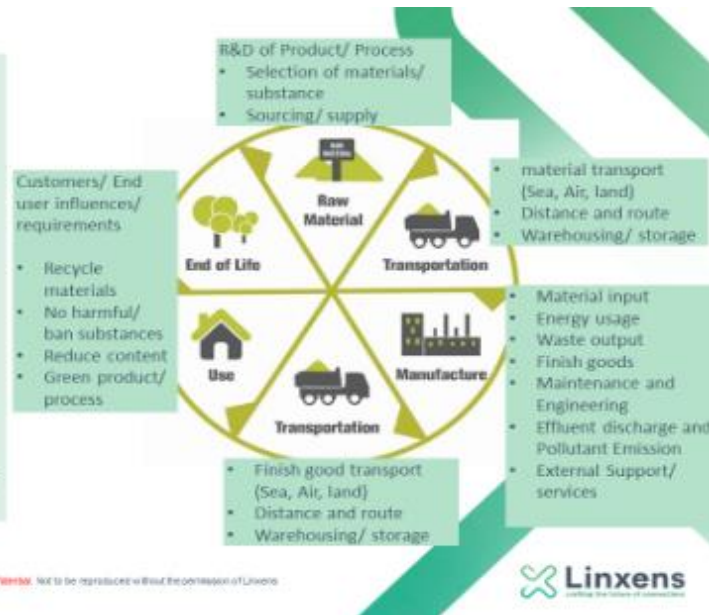 R&D of Product/ Process
• Selection of materials/
substance
• Sourcing/ supply
• material transport
(Sea, Air, land)
• Distance and route
• Warehousing/ storage
Customers/ End
user influences/
requirements
• Recycle
materials
• No harmful/
ban substances
• Reduce content
• Green product/
process
Raw
Material
End of Life
Transportation
Use
Manufacture
Transportation
• Material input
• Energy usage
• Waste output
• Finish goods
• Maintenance and
Engineering
• Effluent discharge and
Pollutant Emission
• External Support/
services
• Finish good transport
(Sea, Air, land)
• Distance and route
• Warehousing/ storage
Not to be reproduced without the permission of Linxens
Linxens